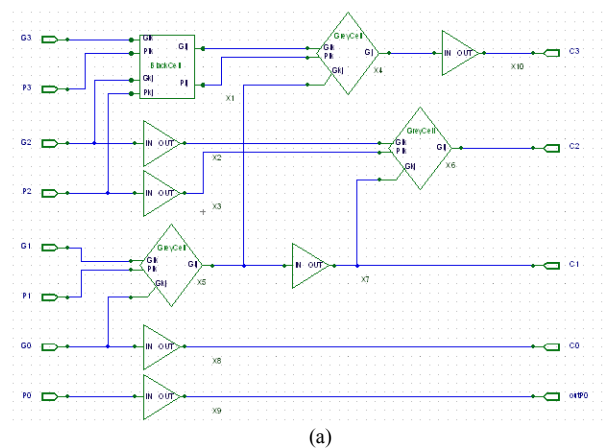 G3
Gik
Plk
BlackCell
Gkj
Pkj
Gij
Pij
X1
P3
GreyCell
Gik
Pik
Gkj
Gij
X4
IN OUT
X10
C3
G2
IN OUT
X2
P2
IN OUT
X3
GreyCell
Gik
Pik
Gkj
Gij
X6
C2
G1
GreyCell
Gik
Pik
Gkj
Gij
X5
P1
IN OUT
X7
C1
G0
IN OUT
X8
C0
P0
IN OUT
X9
outP0
(a)